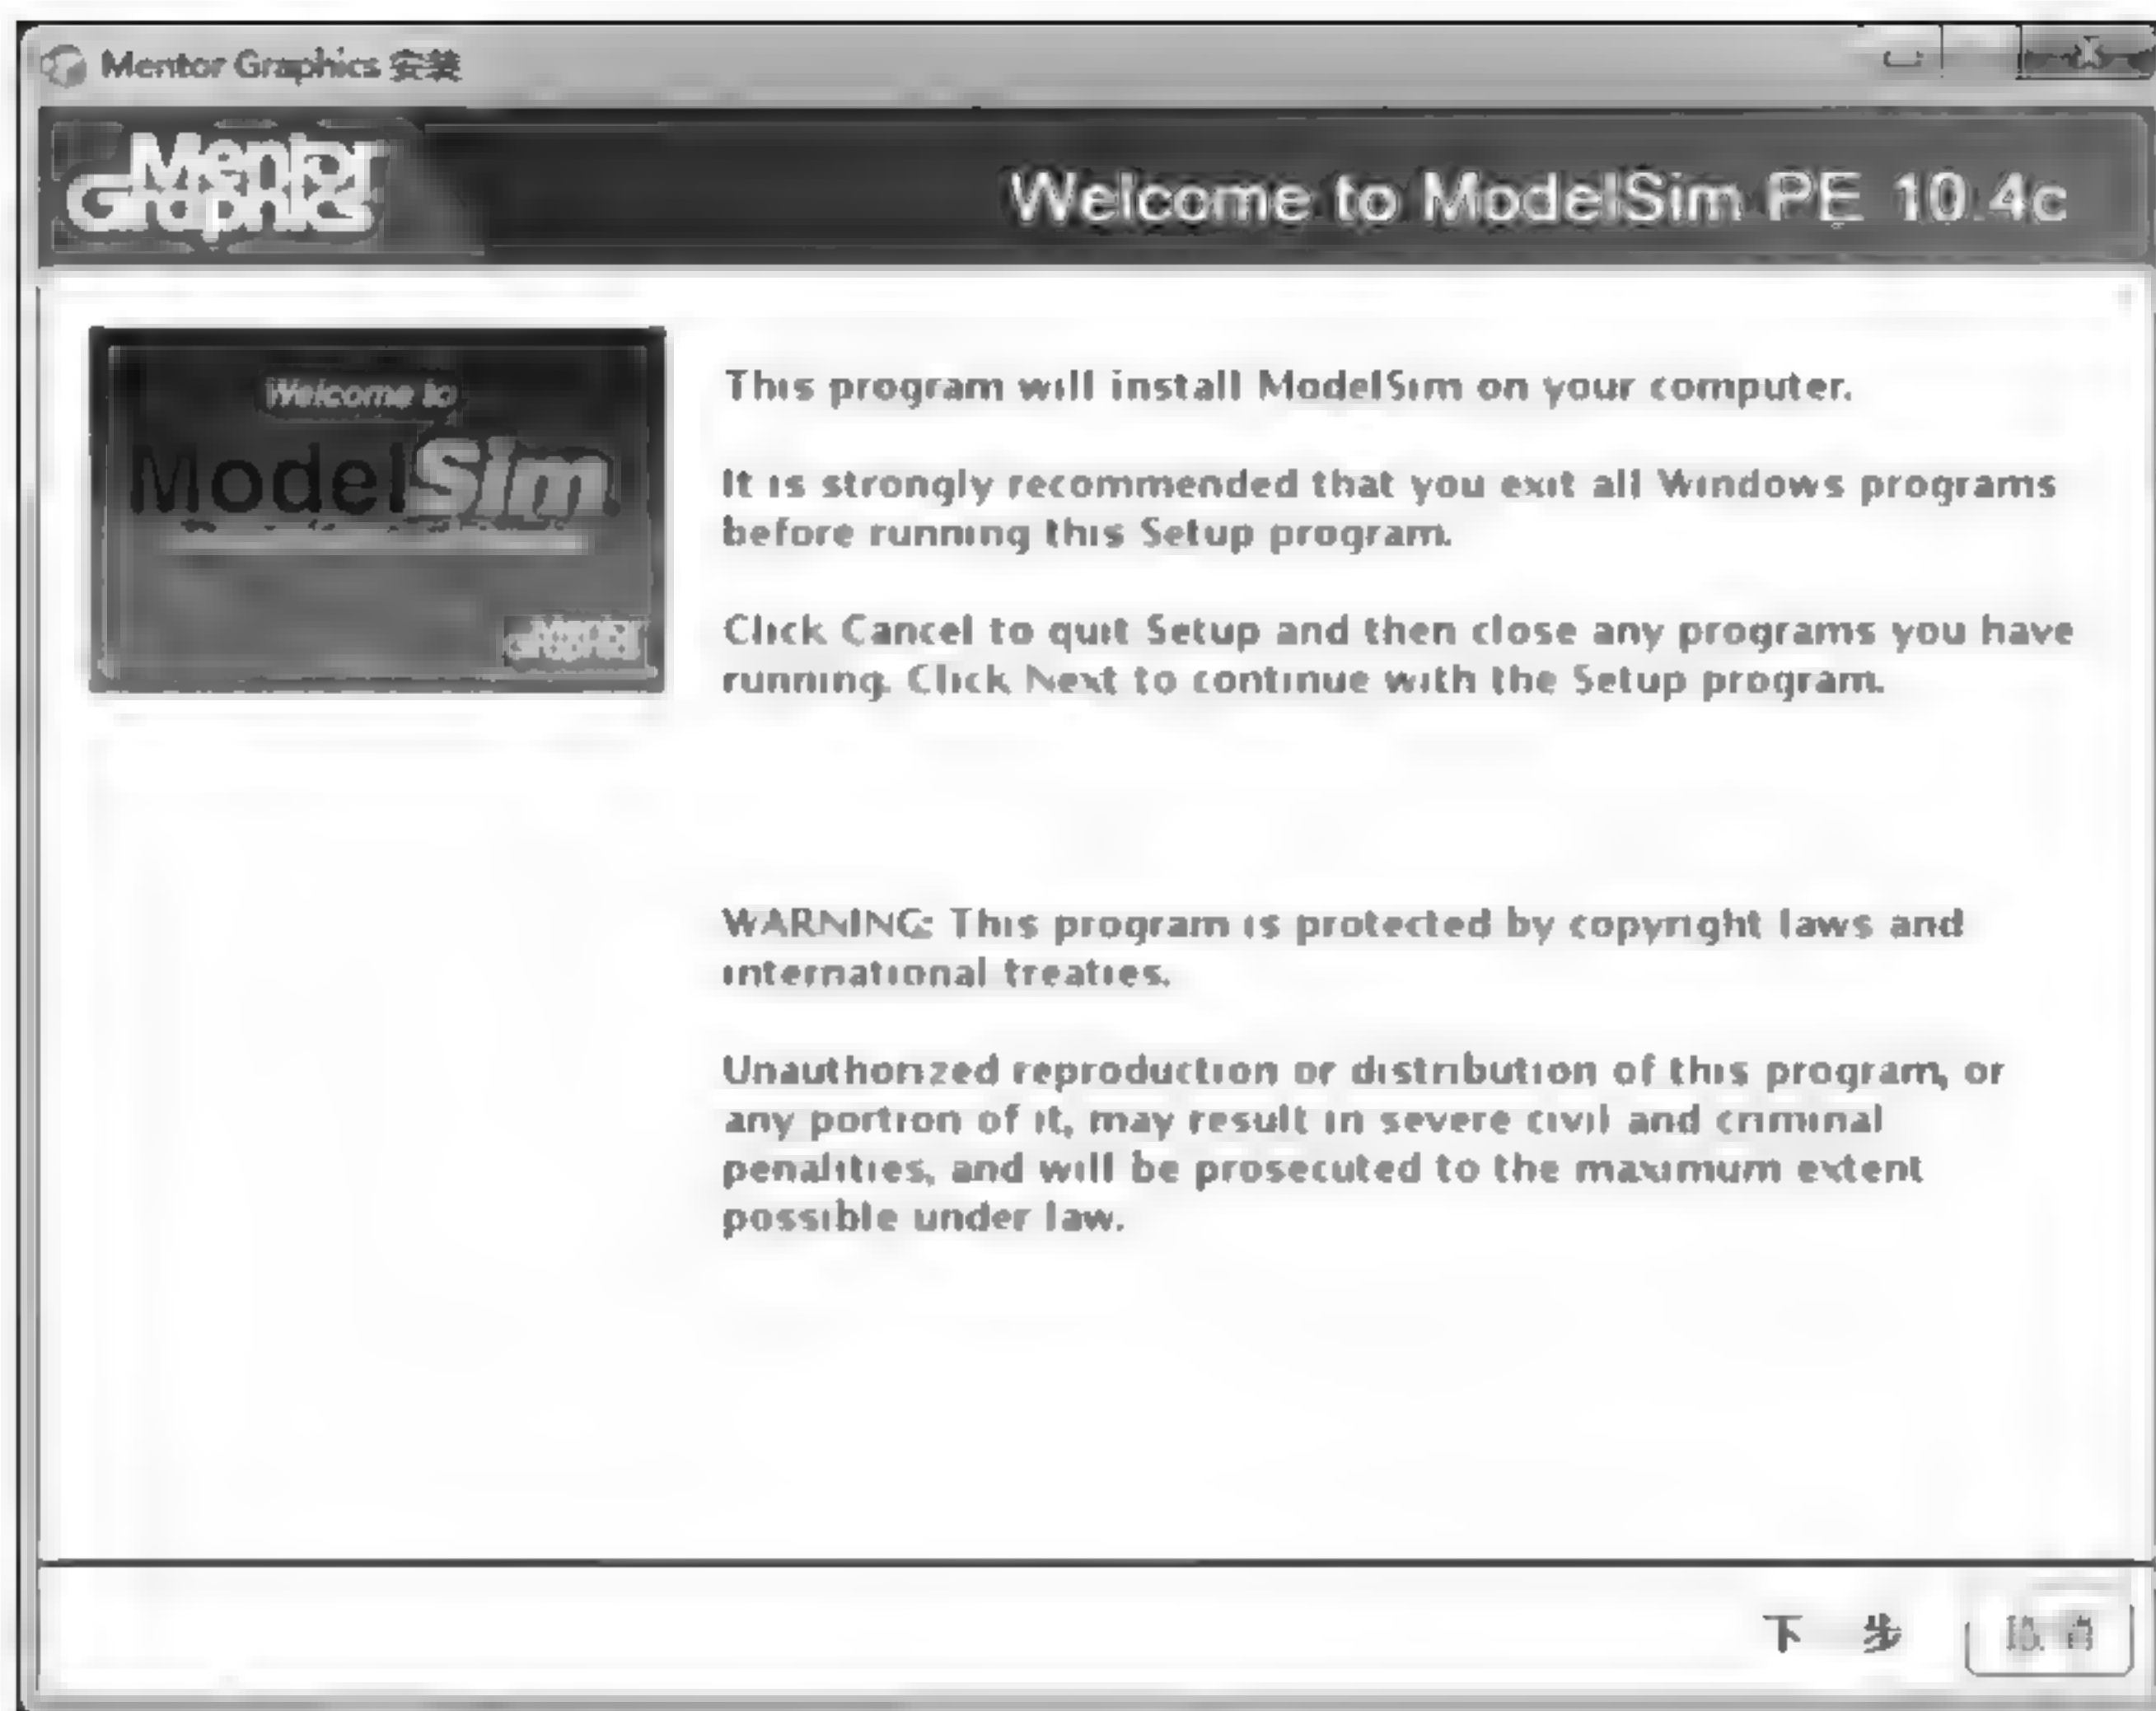 Mentor Graphics 安装
Mentor
Graphics
Welcome to ModelSim PE 10.4c
Welcome to
ModelSim
This program will install ModelSim on your computer.
It is strongly recommended that you exit all Windows programs
before running this Setup program.
Click Cancel to quit Setup and then close any programs you have
running. Click Next to continue with the Setup program.
WARNING: This program is protected by copyright laws and
international treaties.
Unauthorized reproduction or distribution of this program, or
any portion of it, may result in severe civil and criminal
penalities, and will be prosecuted to the maximum extent
possible under law.
下 步